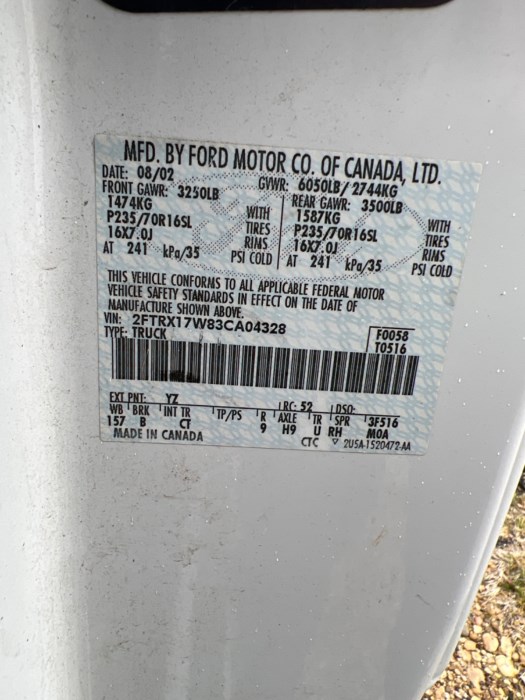 MFD. BY FORD MOTOR CO. OF CANADA, LTD.
DATE: 08/02 GVWR: 6050LB/ 2744KG
FRONT GAWR: 3250LB REAR GAWR: 3500LB
1474KG WITH 1587KG WITH
P235/70R16SL TIRES P235/70R16SL TIRES
16X7.0J RIMS 16X7.0J RIMS
AT 241 kPa/35 PSI COLD AT 241 kPa/35 PSI COLD
THIS VEHICLE CONFORMS TO ALL APPLICABLE FEDERAL MOTOR
VEHICLE SAFETY STANDARDS IN EFFECT ON THE DATE OF
MANUFACTURE SHOWN ABOVE.
VIN: 2FTRX17W83CA04328 F0058
TYPE: TRUCK T0516
EXT PNT: YZ RC: 52 DSO:
WB BRK INT TR TP/PS R AXLE TR SPR 3F516
157 B CT 9 H9 U RH M0A
MADE IN CANADA CTC ▽ 2U5A-1520472-AA